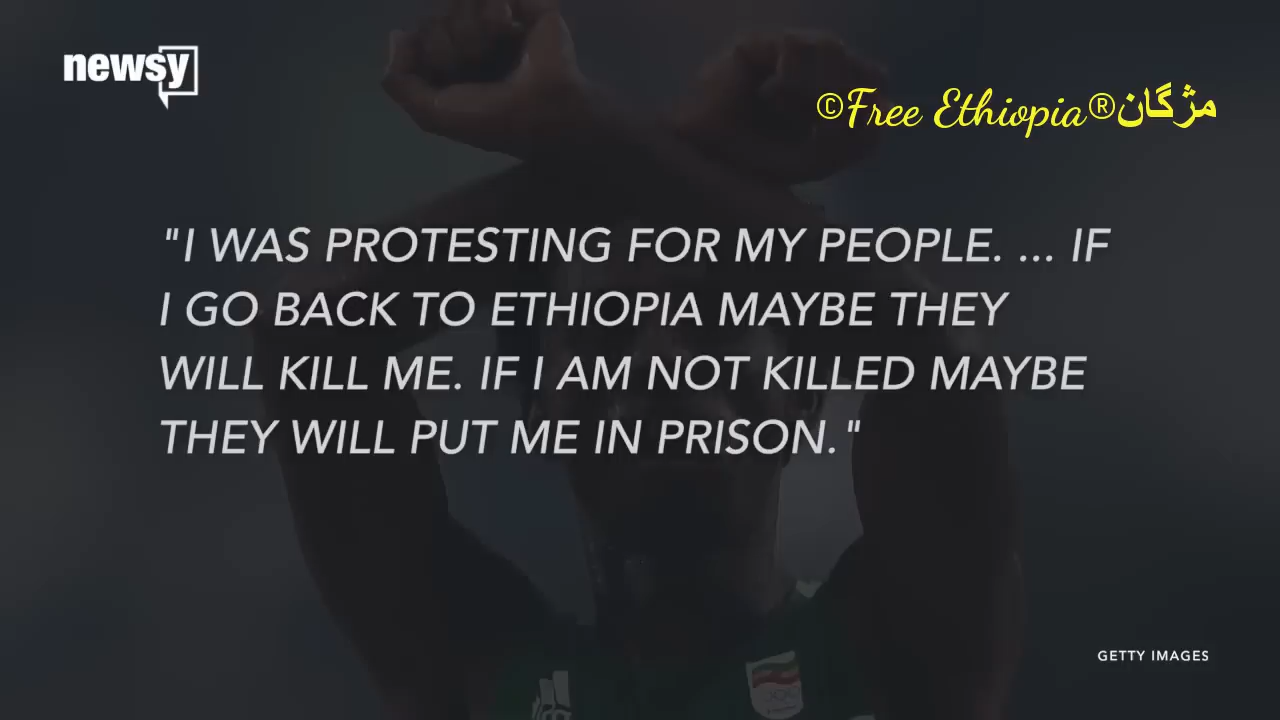 newsy
©Free Ethiopia®مژگان
"I WAS PROTESTING FOR MY PEOPLE. ... IF
I GO BACK TO ETHIOPIA MAYBE THEY
WILL KILL ME. IF I AM NOT KILLED MAYBE
THEY WILL PUT ME IN PRISON."
GETTY IMAGES